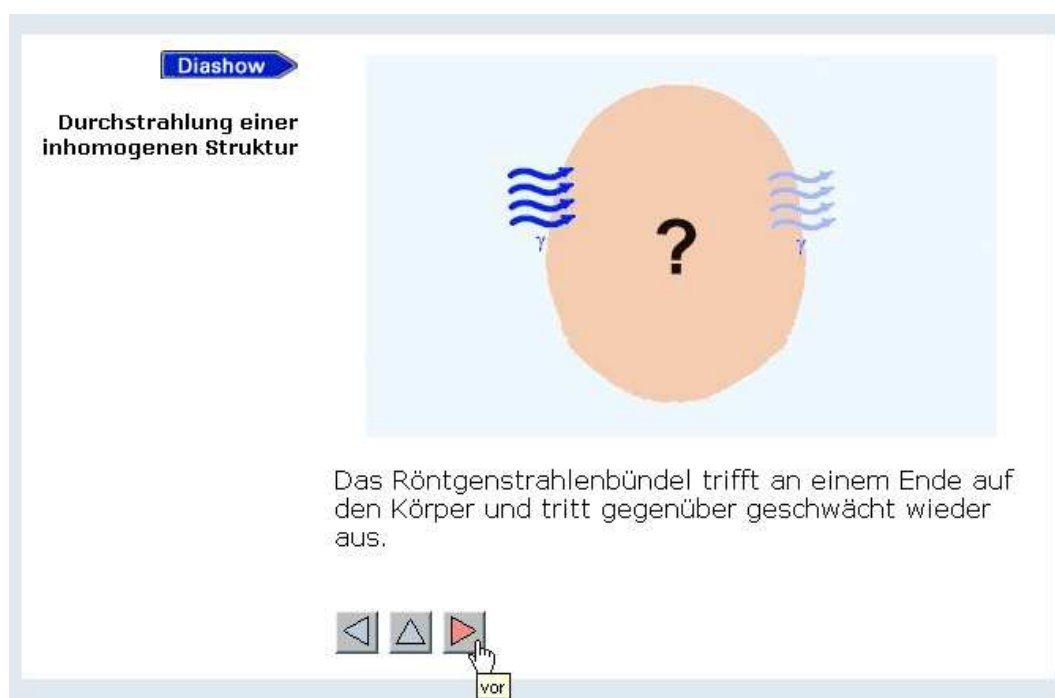 Diashow
Durchstrahlung einer
inhomogenen Struktur
γ
γ
?
Das Röntgenstrahlenbündel trifft an einem Ende auf
den Körper und tritt gegenüber geschwächt wieder
aus.
vor